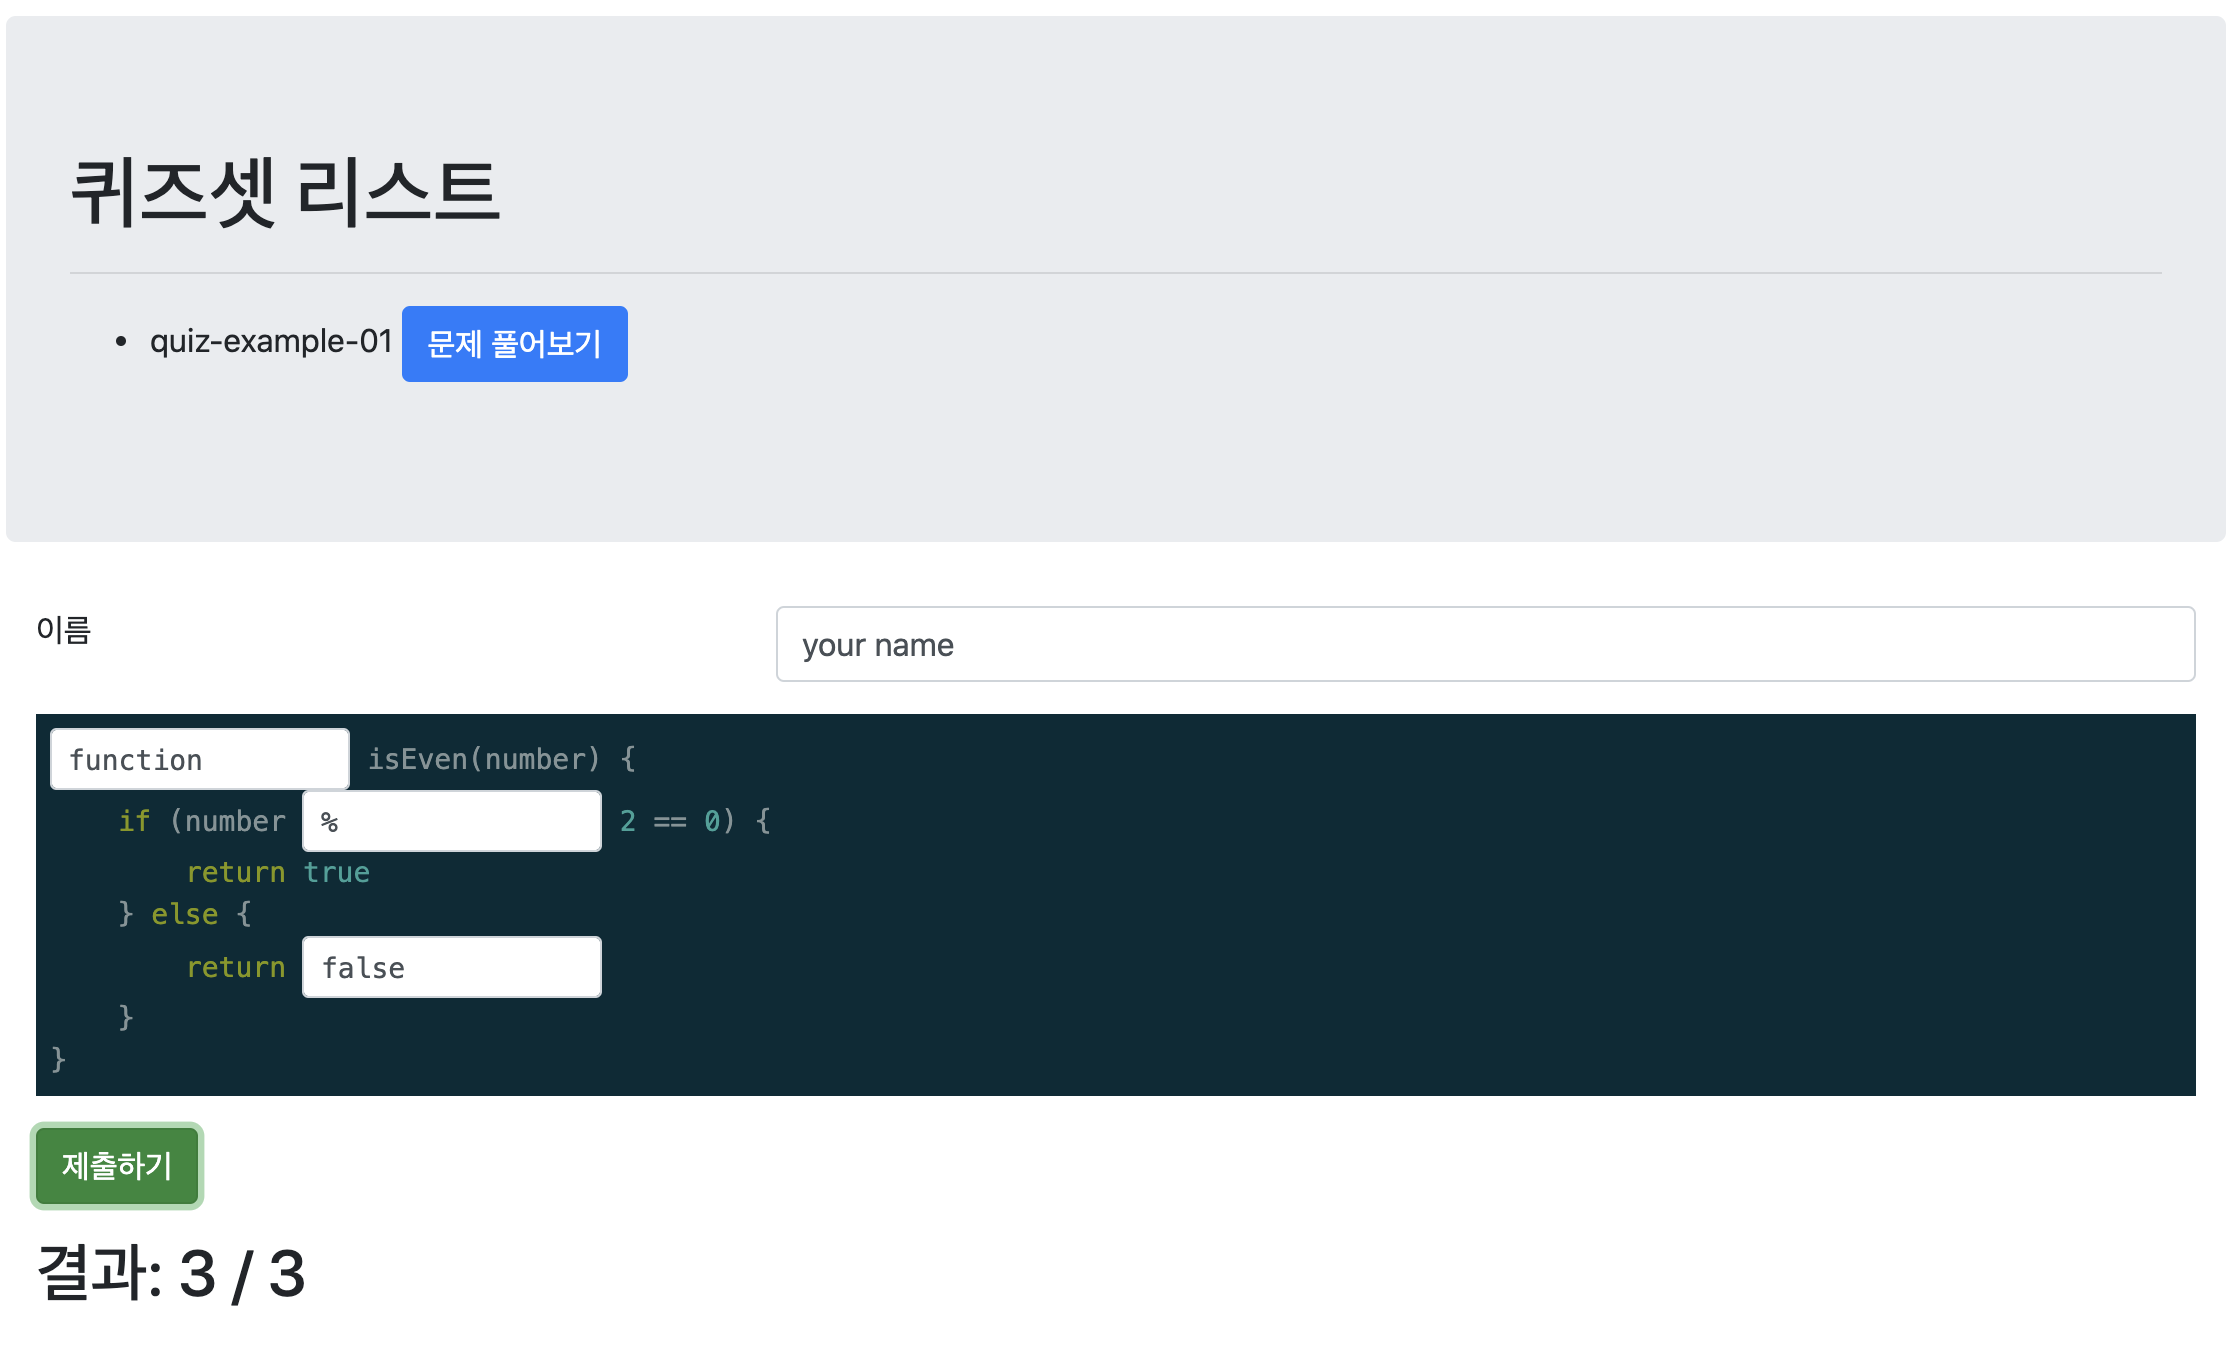 퀴즈셋 리스트
• quiz-example-01 문제 풀어보기
이름 your name
function isEven(number) {
    if (number % 2 == 0) {
        return true
    } else {
        return false
    }
}
제출하기
결과: 3 / 3